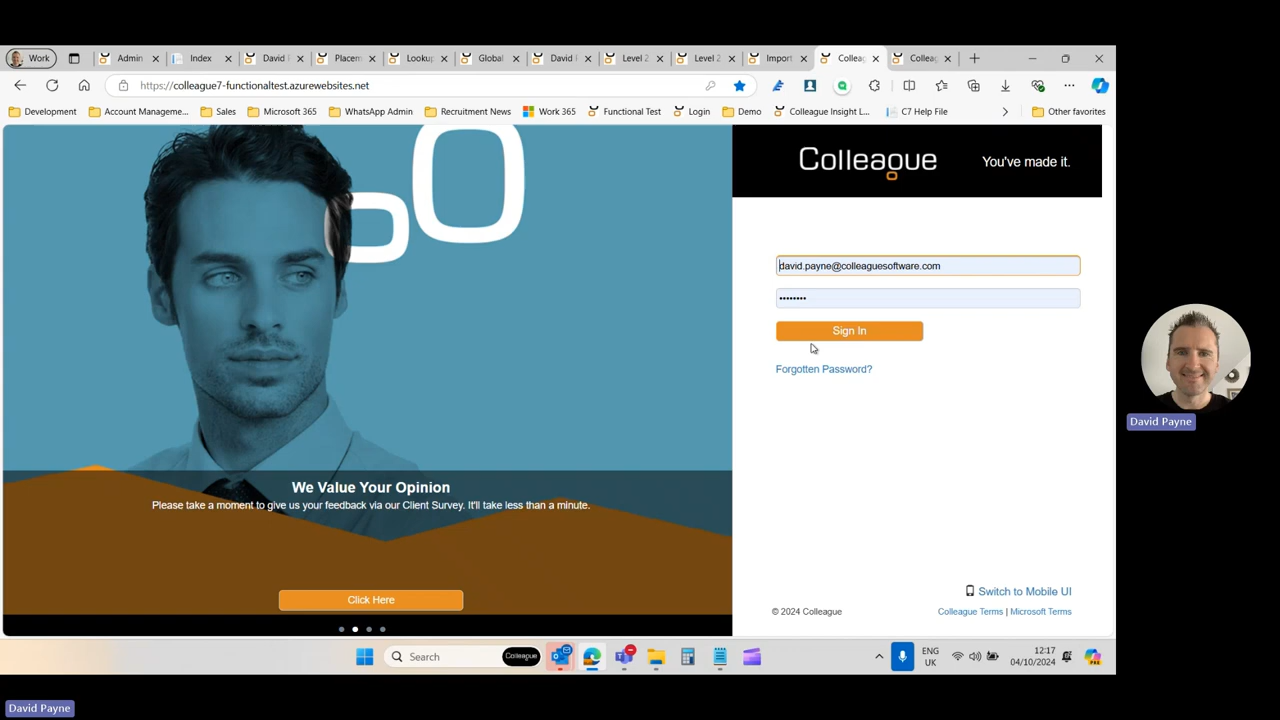 Work
Admin
Index
David
Placem
Lookup
Global
David
Level 2
Level 2
Import
Colleag
Colleag
https://colleague7-functionaltest.azurewebsites.net
Development
Account Manageme...
Sales
Microsoft 365
WhatsApp Admin
Recruitment News
Work 365
Functional Test
Login
Demo
Colleague Insight L...
C7 Help File
Other favorites
Colleague
You've made it.
david.payne@colleaguesoftware.com
••••••••
Sign In
Forgotten Password?
We Value Your Opinion
Please take a moment to give us your feedback via our Client Survey. It'll take less than a minute.
Click Here
Switch to Mobile UI
© 2024 Colleague
Colleague Terms | Microsoft Terms
Search
Colleague
ENG
UK
12:17
04/10/2024
David Payne
David Payne